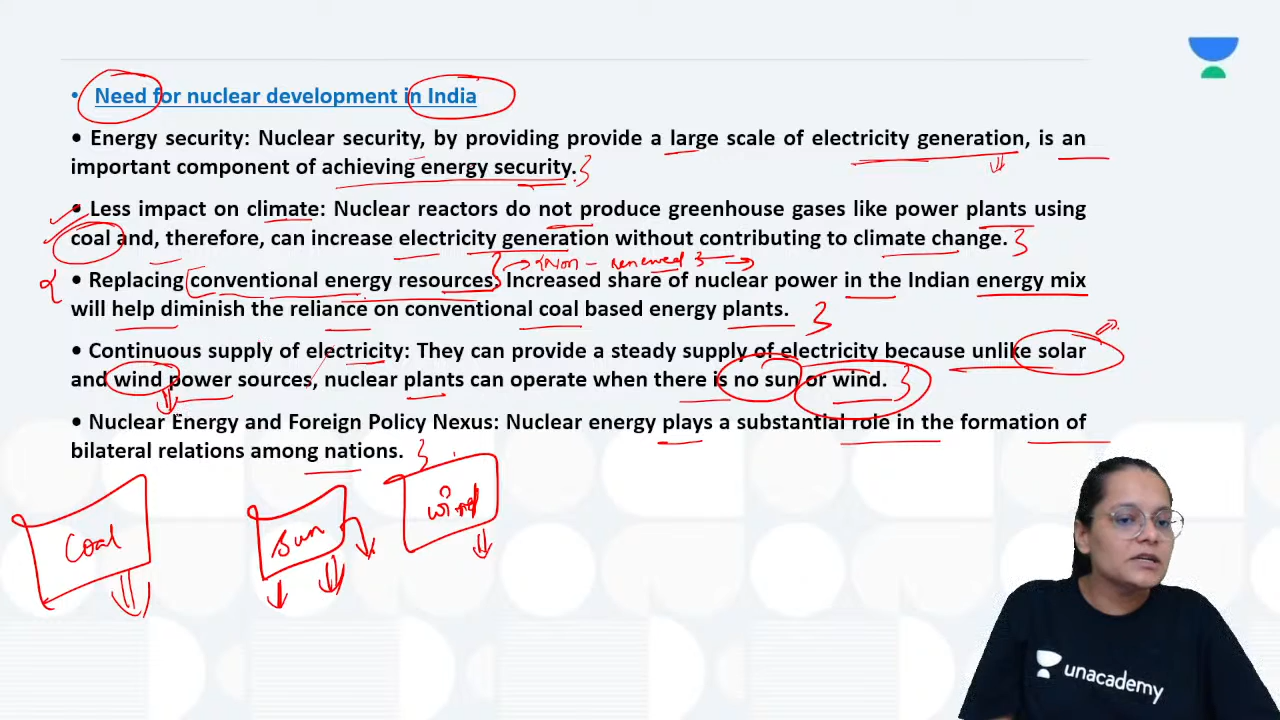 • Need for nuclear development in India
• Energy security: Nuclear security, by providing provide a large scale of electricity generation, is an
important component of achieving energy security.
• Less impact on climate: Nuclear reactors do not produce greenhouse gases like power plants using
coal and, therefore, can increase electricity generation without contributing to climate change.
Non - renewed
• Replacing conventional energy resources: Increased share of nuclear power in the Indian energy mix
will help diminish the reliance on conventional coal based energy plants.
• Continuous supply of electricity: They can provide a steady supply of electricity because unlike solar
and wind power sources, nuclear plants can operate when there is no sun or wind.
• Nuclear Energy and Foreign Policy Nexus: Nuclear energy plays a substantial role in the formation of
bilateral relations among nations.
Coal
Sun
wind
unacademy